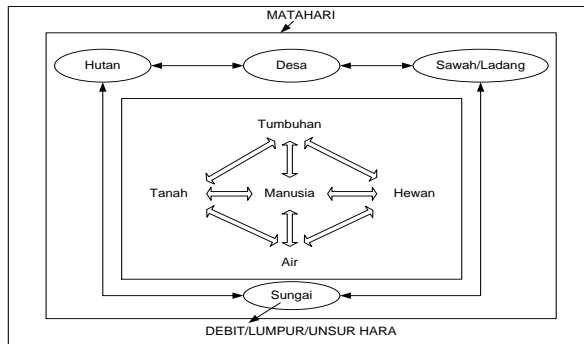 MATAHARI
Hutan Desa Sawah/Ladang
Tumbuhan
Tanah Manusia Hewan
Air
Sungai
DEBIT/LUMPUR/UNSUR HARA